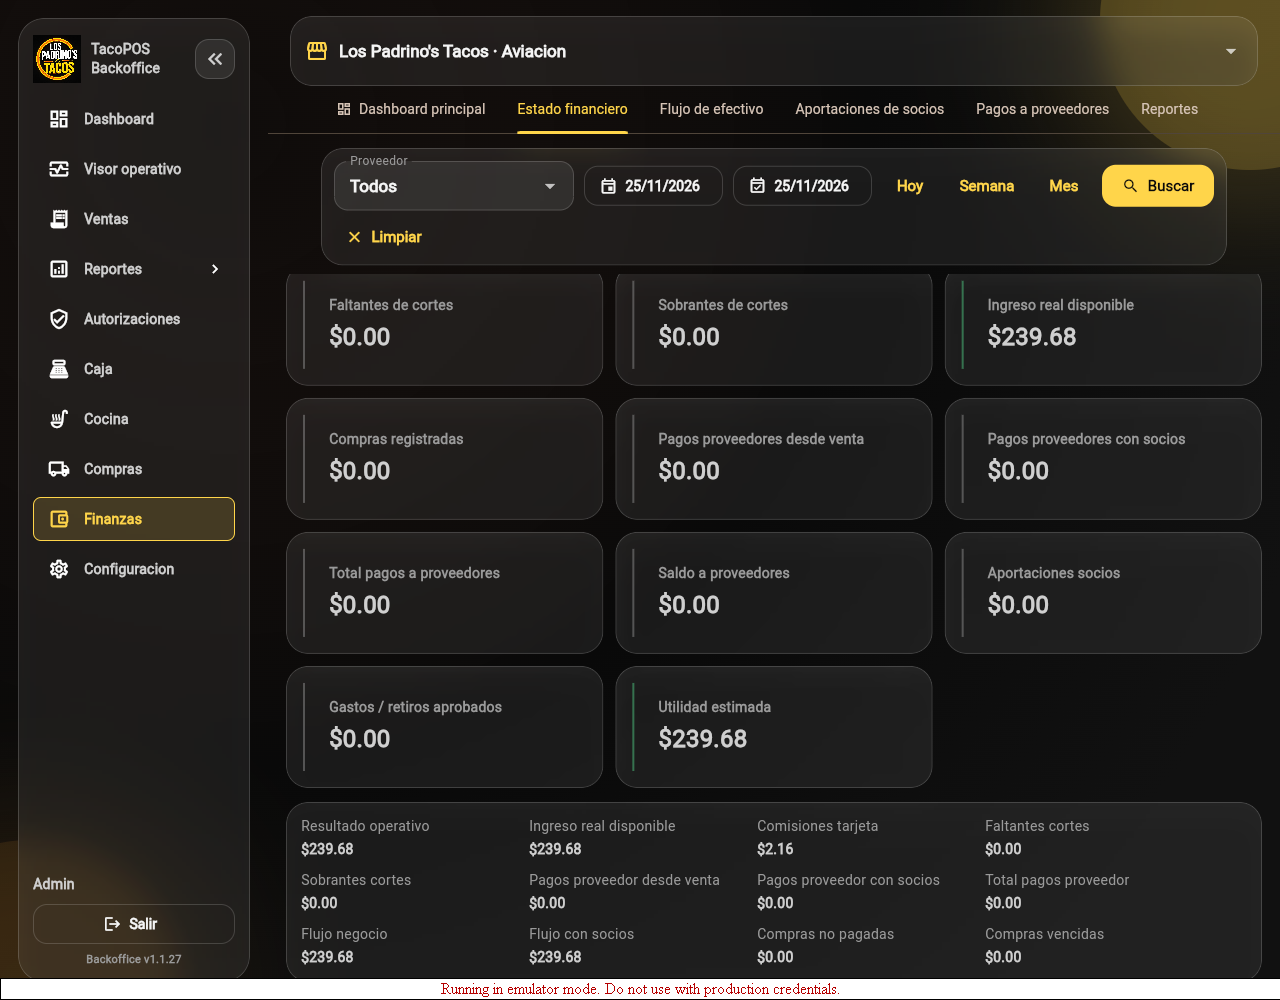 LOS
PADRINO'S
TACOS
TacoPOS
Backoffice
Dashboard
Visor operativo
Ventas
Reportes
Autorizaciones
Caja
Cocina
Compras
Finanzas
Configuracion
Admin
Salir
Backoffice v1.1.27
Los Padrino's Tacos · Aviacion
Dashboard principal Estado financiero Flujo de efectivo Aportaciones de socios Pagos a proveedores Reportes
Proveedor
Todos 25/11/2026 25/11/2026 Hoy Semana Mes Buscar
Limpiar
Faltantes de cortes Sobrantes de cortes Ingreso real disponible
$0.00 $0.00 $239.68
Compras registradas Pagos proveedores desde venta Pagos proveedores con socios
$0.00 $0.00 $0.00
Total pagos a proveedores Saldo a proveedores Aportaciones socios
$0.00 $0.00 $0.00
Gastos / retiros aprobados Utilidad estimada
$0.00 $239.68
Resultado operativo Ingreso real disponible Comisiones tarjeta Faltantes cortes
$239.68 $239.68 $2.16 $0.00
Sobrantes cortes Pagos proveedor desde venta Pagos proveedor con socios Total pagos proveedor
$0.00 $0.00 $0.00 $0.00
Flujo negocio Flujo con socios Compras no pagadas Compras vencidas
$239.68 $239.68 $0.00 $0.00
Running in emulator mode. Do not use with production credentials.